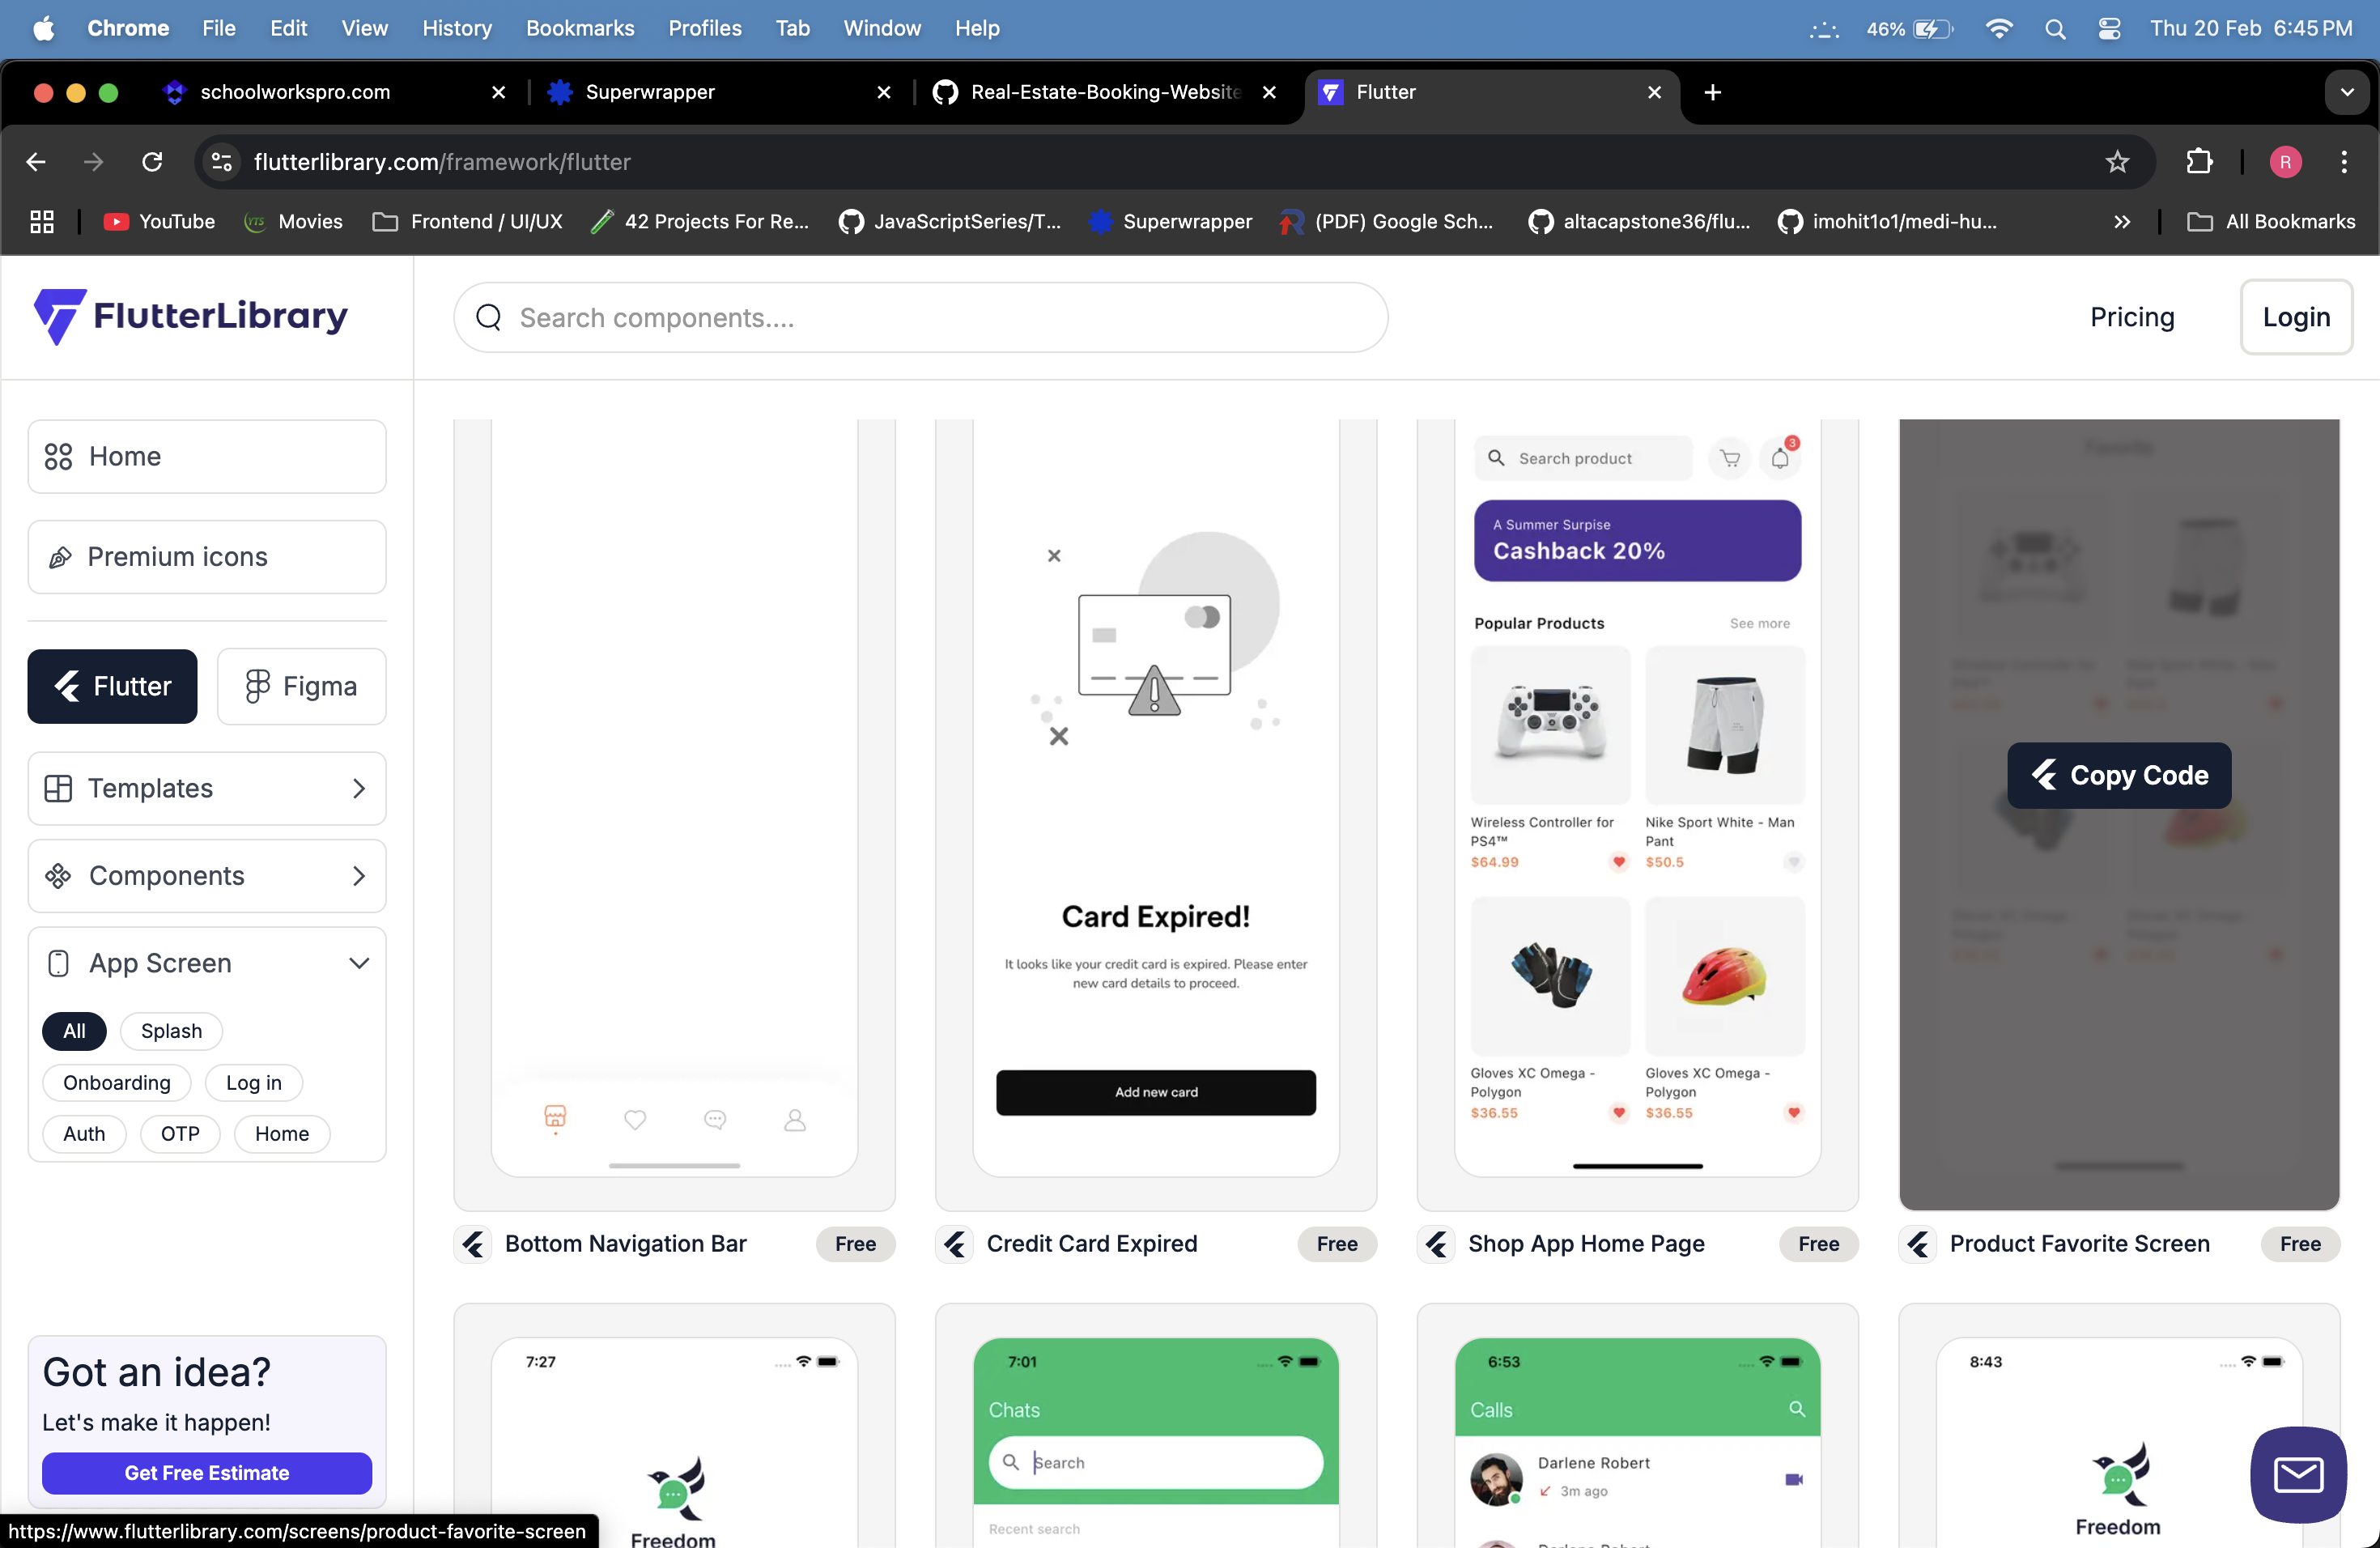 Chrome File Edit View History Bookmarks Profiles Tab Window Help 46% Thu 20 Feb 6:45 PM
schoolworkspro.com Superwrapper Real-Estate-Booking-Website Flutter
flutterlibrary.com/framework/flutter R
YouTube YTS Movies Frontend / UI/UX 42 Projects For Re... JavaScriptSeries/T... Superwrapper (PDF) Google Sch... altacapstone36/flu... imohit1o1/medi-hu... All Bookmarks
FlutterLibrary
Search components....
Pricing
Login
Home
Premium icons
Flutter Figma
Templates
Components
App Screen
All Splash
Onboarding Log in
Auth OTP Home
Got an idea?
Let's make it happen!
Get Free Estimate
https://www.flutterlibrary.com/screens/product-favorite-screen
Bottom Navigation Bar Free
Card Expired!
It looks like your credit card is expired. Please enter
new card details to proceed.
Add new card
Credit Card Expired Free
Search product 3
A Summer Surpise
Cashback 20%
Popular Products See more
Wireless Controller for
PS4™
$64.99
Nike Sport White - Man
Pant
$50.5
Gloves XC Omega -
Polygon
$36.55
Gloves XC Omega -
Polygon
$36.55
Shop App Home Page Free
Favorite
Copy Code
Product Favorite Screen Free
7:27
Freedom
7:01
Chats
Search
Recent search
6:53
Calls
Darlene Robert
3m ago
8:43
Freedom